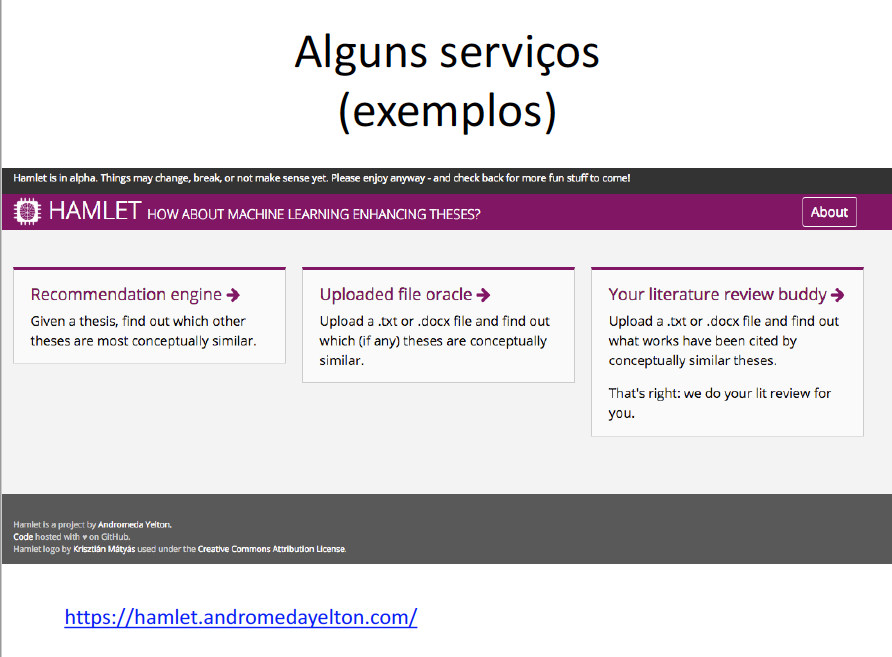 Alguns serviços
(exemplos)
Hamlet is in alpha. Things may change, break, or not make sense yet. Please enjoy anyway - and check back for more fun stuff to come!
HAMLET HOW ABOUT MACHINE LEARNING ENHANCING THESES?
About
Recommendation engine →
Given a thesis, find out which other
theses are most conceptually similar.
Uploaded file oracle →
Upload a .txt or .docx file and find out
which (if any) theses are conceptually
similar.
Your literature review buddy →
Upload a .txt or .docx file and find out
what works have been cited by
conceptually similar theses.
That's right: we do your lit review for
you.
Hamlet is a project by Andromeda Yelton.
Code hosted with ♥ on GitHub.
Hamlet logo by Krisztián Mátyás used under the Creative Commons Attribution License.
https://hamlet.andromedayelton.com/